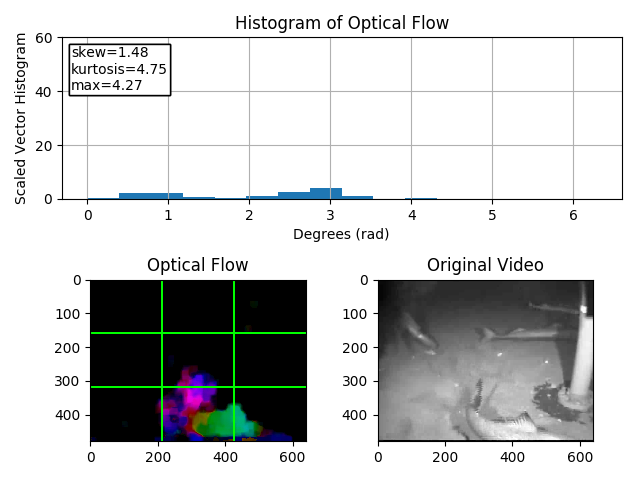 Histogram of Optical Flow
Scaled Vector Histogram
60
40
20
0
skew=1.48
kurtosis=4.75
max=4.27
0 1 2 3 4 5 6
Degrees (rad)
Optical Flow
0
100
200
300
400
0 200 400 600
Original Video
0
100
200
300
400
0 200 400 600